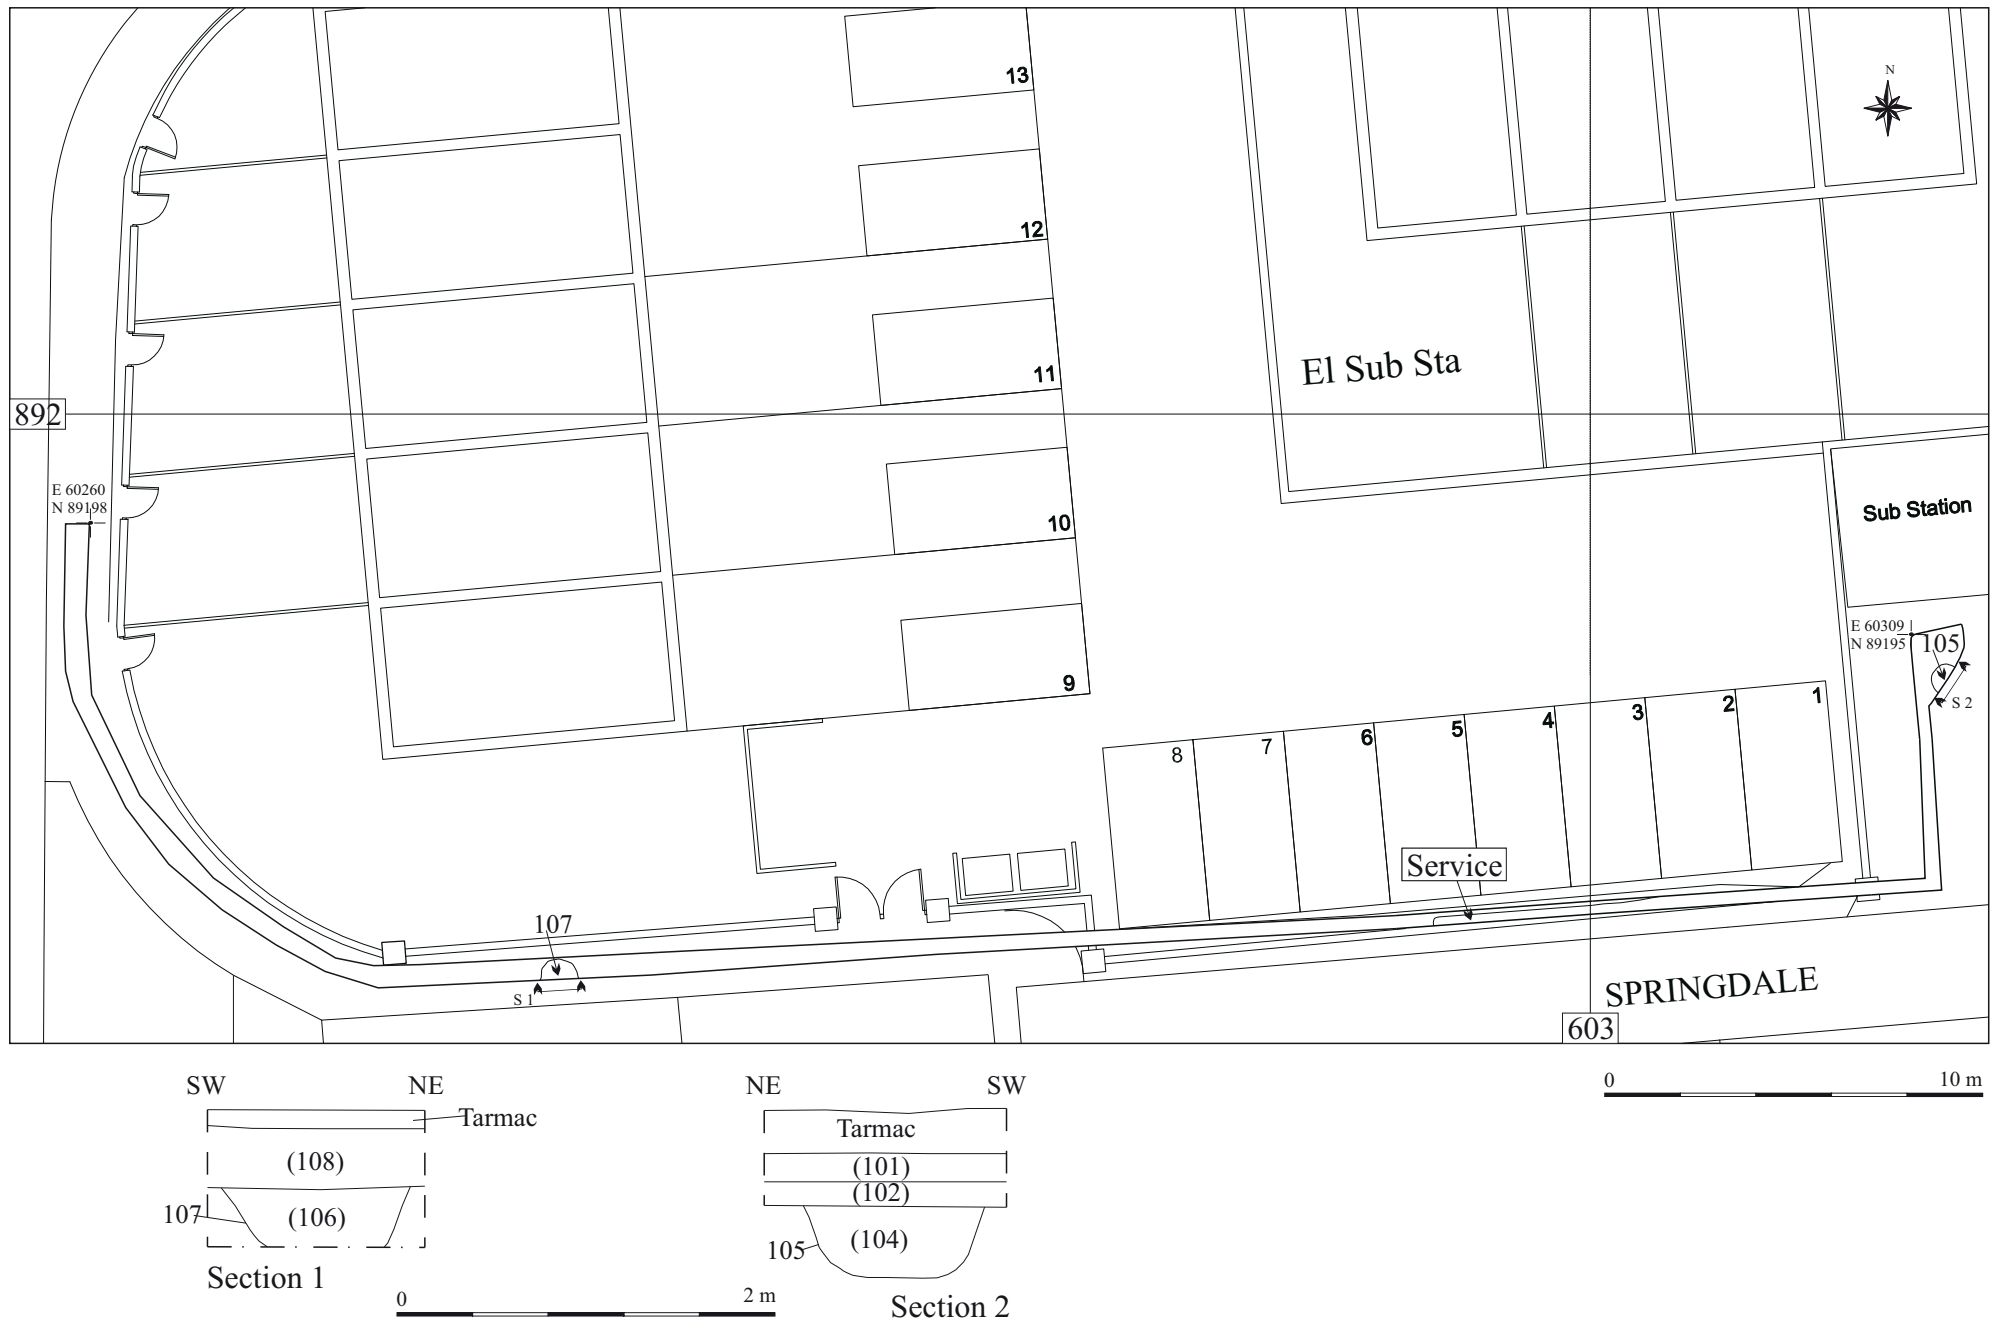 13
N
12
11
El Sub Sta
892
E 60260
N 89198
10
Sub Station
E 60309
N 89195
105
9
S 2
1
2
3
4
5
6
7
8
Service
107
S 1
SPRINGDALE
603
SW
NE
NE
SW
0
10 m
Tarmac
Tarmac
(108)
(101)
(102)
107
(106)
105
(104)
Section 1
0
2 m
Section 2